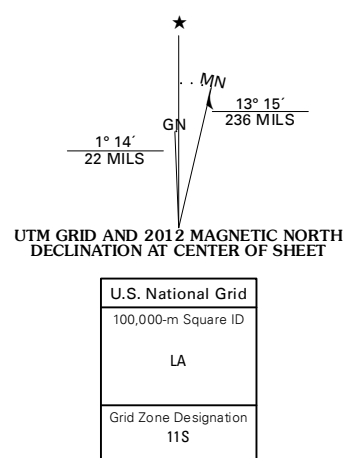 ★
MN
GN
13° 15´
236 MILS
1° 14´
22 MILS
UTM GRID AND 2012 MAGNETIC NORTH
DECLINATION AT CENTER OF SHEET
U.S. National Grid
100,000-m Square ID
LA
Grid Zone Designation
11S